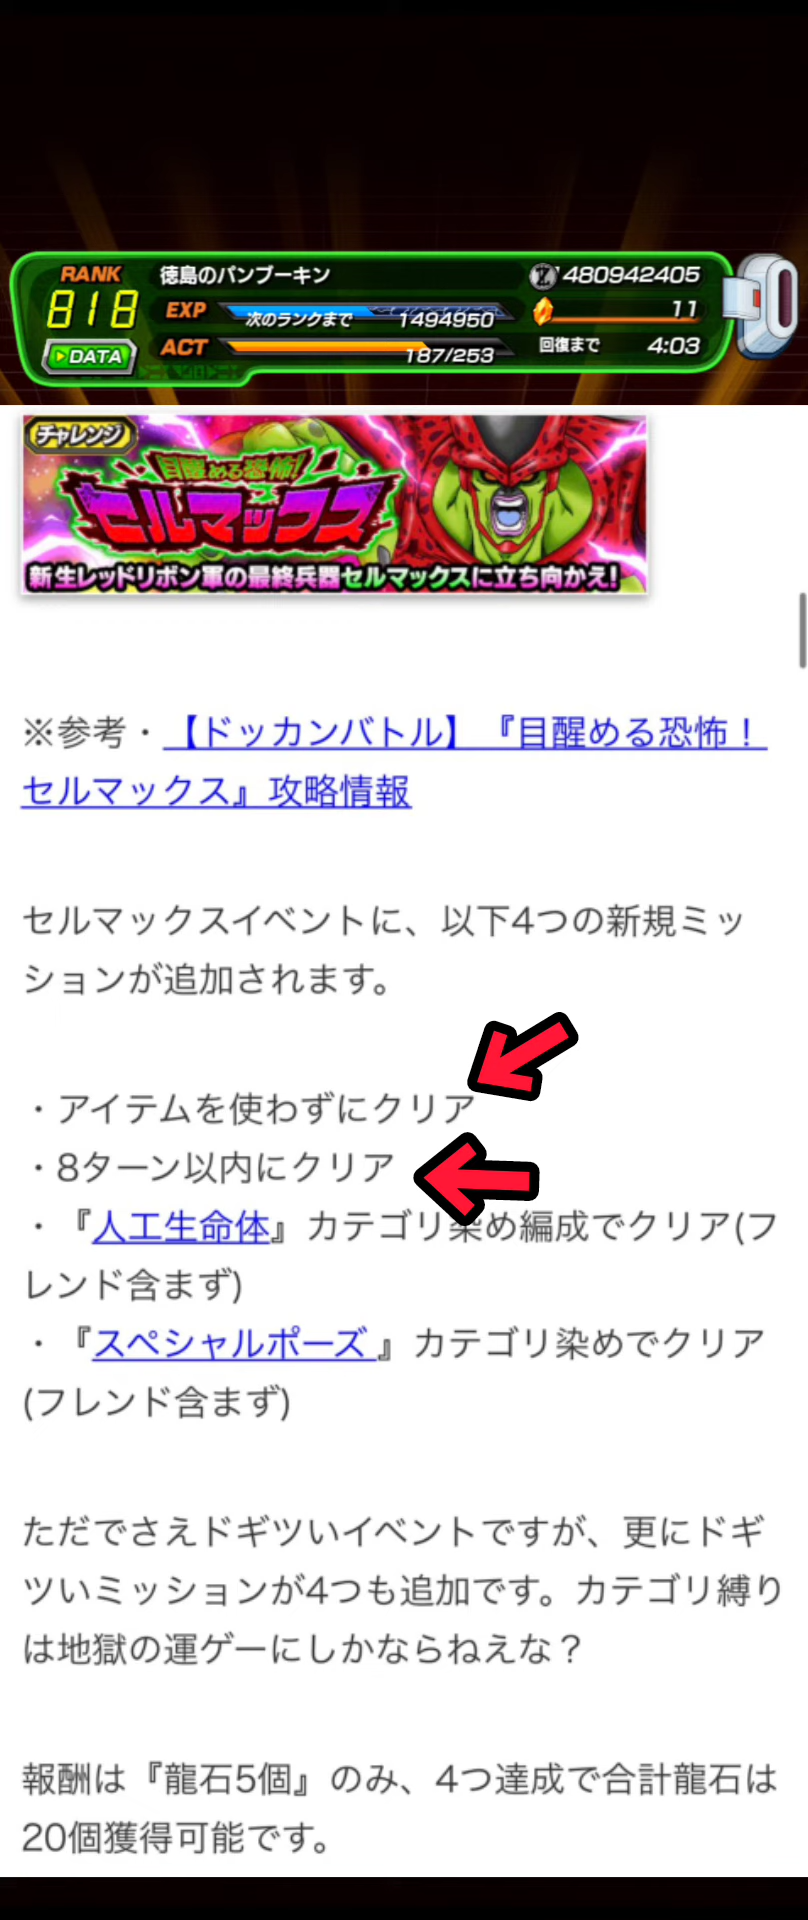 RANK
徳島のパンプーキン
Z 480942405
818
EXP
次のランクまで 1494950
11
DATA
ACT
187/253
回復まで 4:03
チャレンジ
目醒める恐怖!
セルマックス
新生レッドリボン軍の最終兵器セルマックスに立ち向かえ!
※参考・【ドッカンバトル】『目醒める恐怖！
セルマックス』攻略情報
セルマックスイベントに、以下4つの新規ミッ
ションが追加されます。
・アイテムを使わずにクリア
・8ターン以内にクリア
・『人工生命体』カテゴリ染め編成でクリア(フ
レンド含まず)
・『スペシャルポーズ 』カテゴリ染めでクリア
(フレンド含まず)
ただでさえドギツいイベントですが、更にドギ
ツいミッションが4つも追加です。カテゴリ縛り
は地獄の運ゲーにしかならねえな？
報酬は『龍石5個』のみ、4つ達成で合計龍石は
20個獲得可能です。